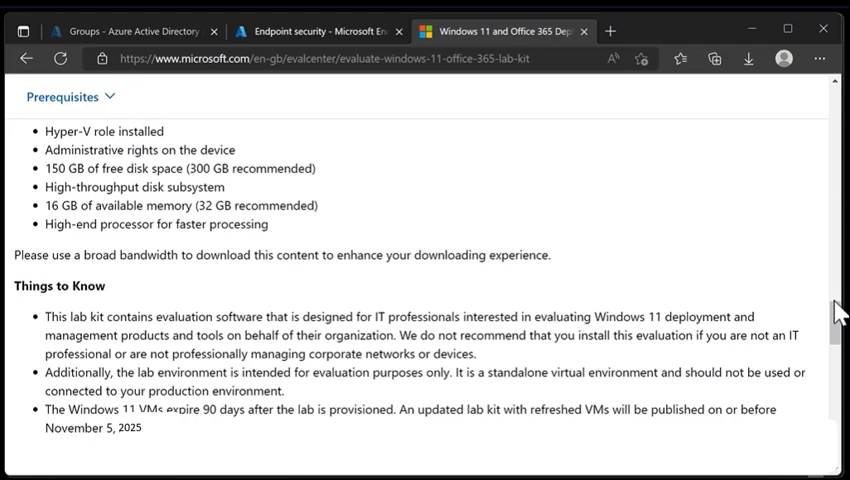 Groups - Azure Active Directory
Endpoint security - Microsoft En
Windows 11 and Office 365 Dep
https://www.microsoft.com/en-gb/evalcenter/evaluate-windows-11-office-365-lab-kit
Prerequisites
• Hyper-V role installed
• Administrative rights on the device
• 150 GB of free disk space (300 GB recommended)
• High-throughput disk subsystem
• 16 GB of available memory (32 GB recommended)
• High-end processor for faster processing
Please use a broad bandwidth to download this content to enhance your downloading experience.
Things to Know
• This lab kit contains evaluation software that is designed for IT professionals interested in evaluating Windows 11 deployment and
management products and tools on behalf of their organization. We do not recommend that you install this evaluation if you are not an IT
professional or are not professionally managing corporate networks or devices.
• Additionally, the lab environment is intended for evaluation purposes only. It is a standalone virtual environment and should not be used or
connected to your production environment.
• The Windows 11 VMs expire 90 days after the lab is provisioned. An updated lab kit with refreshed VMs will be published on or before
November 5, 2025